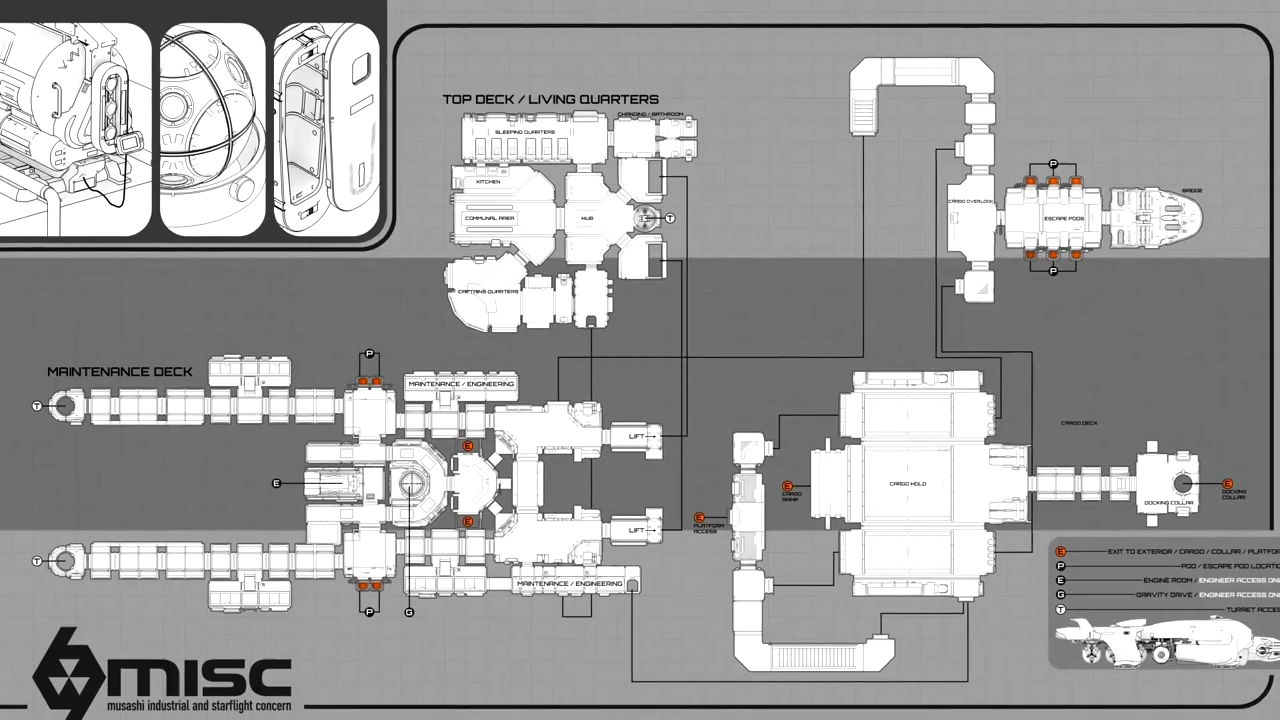 TOP DECK / LIVING QUARTERS
CHANGING / BATHROOM
SLEEPING QUARTERS
KITCHEN
COMMUNAL AREA
HUB
T
CAPTAINS QUARTERS
P
CARGO OVERLOOK
ESCAPE PODS
BRIDGE
P
MAINTENANCE DECK
P
MAINTENANCE / ENGINEERING
T
LIFT
E
E
E
LIFT
T
MAINTENANCE / ENGINEERING
P
G
CARGO DECK
CARGO HOLD
E
CARGO
RAMP
E
PLATFORM
ACCESS
DOCKING COLLAR
E
DOCKING
COLLAR
E EXIT TO EXTERIOR / CARGO / COLLAR / PLATFOR
P POD / ESCAPE POD LOCATIO
E ENGINE ROOM / ENGINEER ACCESS ONL
G GRAVITY DRIVE / ENGINEER ACCESS ONL
T TURRET ACCES
MISC
musashi industrial and starflight concern